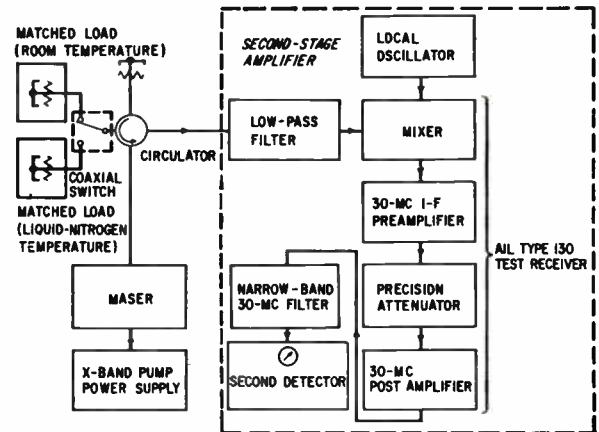 MATCHED LOAD
(ROOM TEMPERATURE)
SECOND-STAGE
AMPLIFIER
LOCAL
OSCILLATOR
LOW-PASS
FILTER
MIXER
CIRCULATOR
COAXIAL
SWITCH
MATCHED LOAD
(LIQUID-NITROGEN
TEMPERATURE)
30-MC I-F
PREAMPLIFIER
AIL TYPE 130
TEST RECEIVER
MASER
NARROW-BAND
30-MC FILTER
PRECISION
ATTENUATOR
X-BAND PUMP
POWER SUPPLY
SECOND DETECTOR
30-MC
POST AMPLIFIER